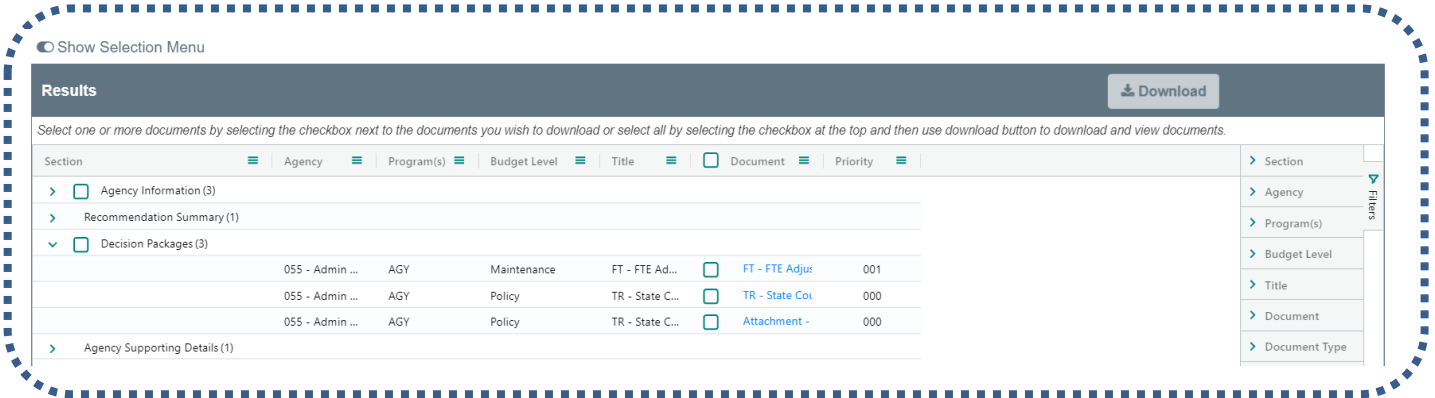 Show Selection Menu
Results
Download
Select one or more documents by selecting the checkbox next to the documents you wish to download or select all by selecting the checkbox at the top and then use download button to download and view documents.
Section Agency Program(s) Budget Level Title Document Priority
Agency Information (3)
Recommendation Summary (1)
Decision Packages (3)
055 - Admin ... AGY Maintenance FT - FTE Ad... FT - FTE Adjus 001
055 - Admin ... AGY Policy TR - State C... TR - State Cou 000
055 - Admin ... AGY Policy TR - State C... Attachment - 000
Agency Supporting Details (1)
Section
Agency
Program(s)
Budget Level
Title
Document
Document Type
Filters